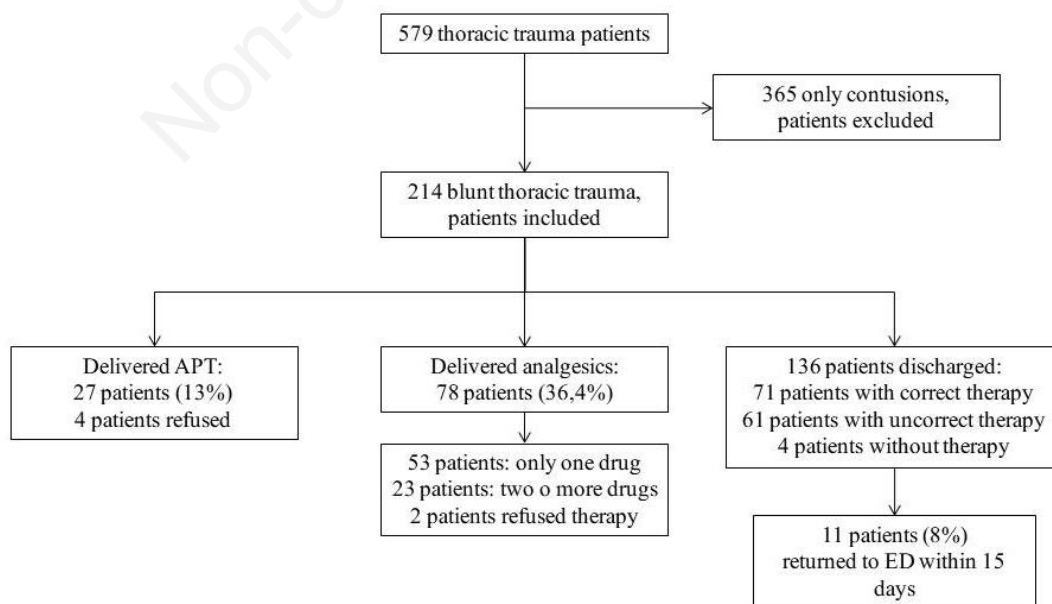 Non-c
579 thoracic trauma patients
365 only contusions,
patients excluded
214 blunt thoracic trauma,
patients included
Delivered APT:
27 patients (13%)
4 patients refused
Delivered analgesics:
78 patients (36,4%)
136 patients discharged:
71 patients with correct therapy
61 patients with uncorrect therapy
4 patients without therapy
53 patients: only one drug
23 patients: two o more drugs
2 patients refused therapy
11 patients (8%)
returned to ED within 15
days